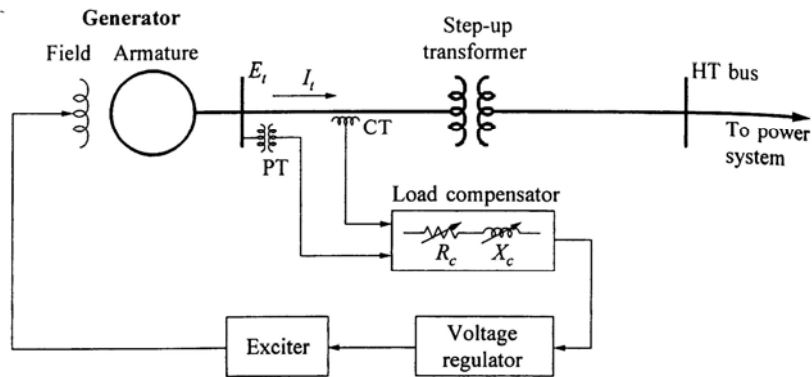 Generator
Field Armature
Step-up
transformer
E_t
I_t
HT bus
CT
PT
To power
system
Load compensator
R_c
X_c
Exciter
Voltage
regulator